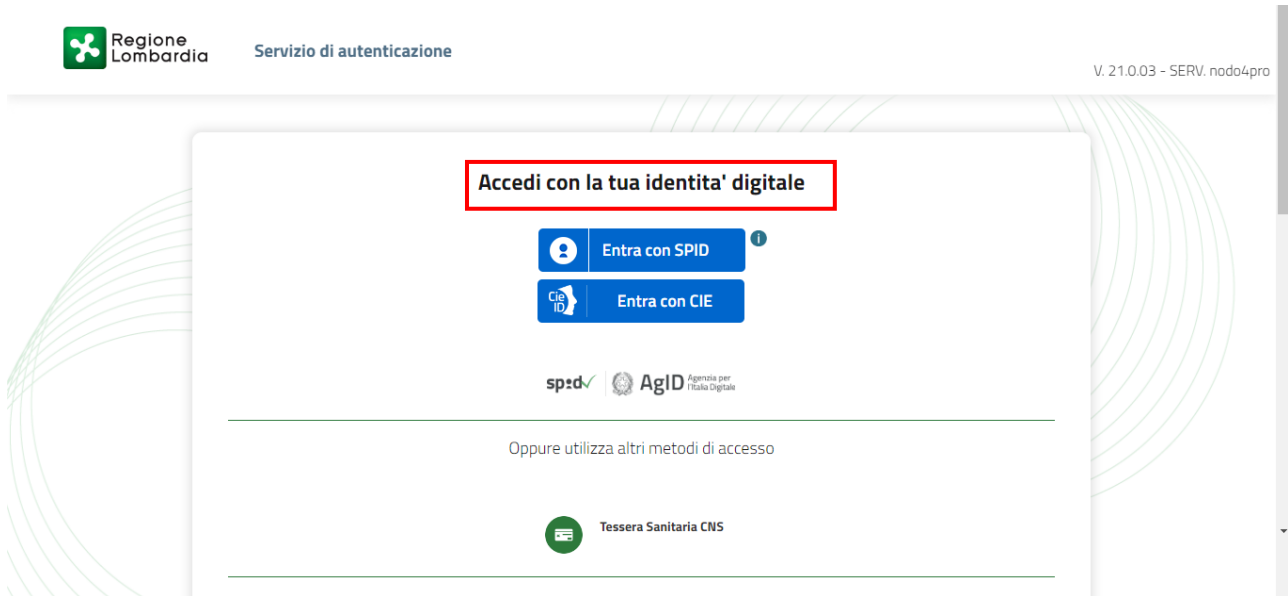 Regione
Lombardia
Servizio di autenticazione
V. 21.0.03 - SERV. nodo4pro
Accedi con la tua identita' digitale
Entra con SPID
i
Cie
ID
Entra con CIE
spid
AgID
Agenzia per
l'Italia Digitale
Oppure utilizza altri metodi di accesso
Tessera Sanitaria CNS